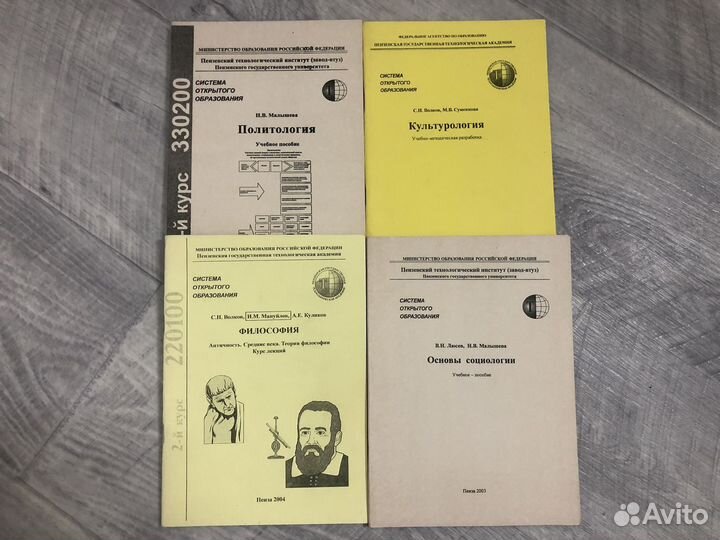 МИНИСТЕРСТВО ОБРАЗОВАНИЯ РОССИЙСКОЙ ФЕДЕРАЦИИ
Пензенский технологический институт (завод-втуз)
Пензенского государственного университета
СИСТЕМА
ОТКРЫТОГО
ОБРАЗОВАНИЯ
Н.В. Малышева
Политология
Учебное пособие
-й курс 330200
ФЕДЕРАЛЬНОЕ АГЕНТСТВО ПО ОБРАЗОВАНИЮ
ПЕНЗЕНСКАЯ ГОСУДАРСТВЕННАЯ ТЕХНОЛОГИЧЕСКАЯ АКАДЕМИЯ
СИСТЕМА
ОТКРЫТОГО
ОБРАЗОВАНИЯ
С.Н. Волков, М.В.
Культурология
Учебно-методическая разработка
МИНИСТЕРСТВО ОБРАЗОВАНИЯ РОССИЙСКОЙ ФЕДЕРАЦИИ
Пензенская государственная технологическая академия
СИСТЕМА
ОТКРЫТОГО
ОБРАЗОВАНИЯ
С.Н. Волков, И.М. Мануйлов, А.Е. Куликов
ФИЛОСОФИЯ
Античность. Средние века. Теория философии
Курс лекций
2-й курс 220100
Пенза 2004
МИНИСТЕРСТВО ОБРАЗОВАНИЯ РОССИЙСКОЙ ФЕДЕРАЦИИ
Пензенский технологический институт (завод-втуз)
Пензенского государственного университета
СИСТЕМА
ОТКРЫТОГО
ОБРАЗОВАНИЯ
В.Н. Люсев, Н.В. Малышева
Основы социологии
Учебное – пособие
Пенза 2003
Avito